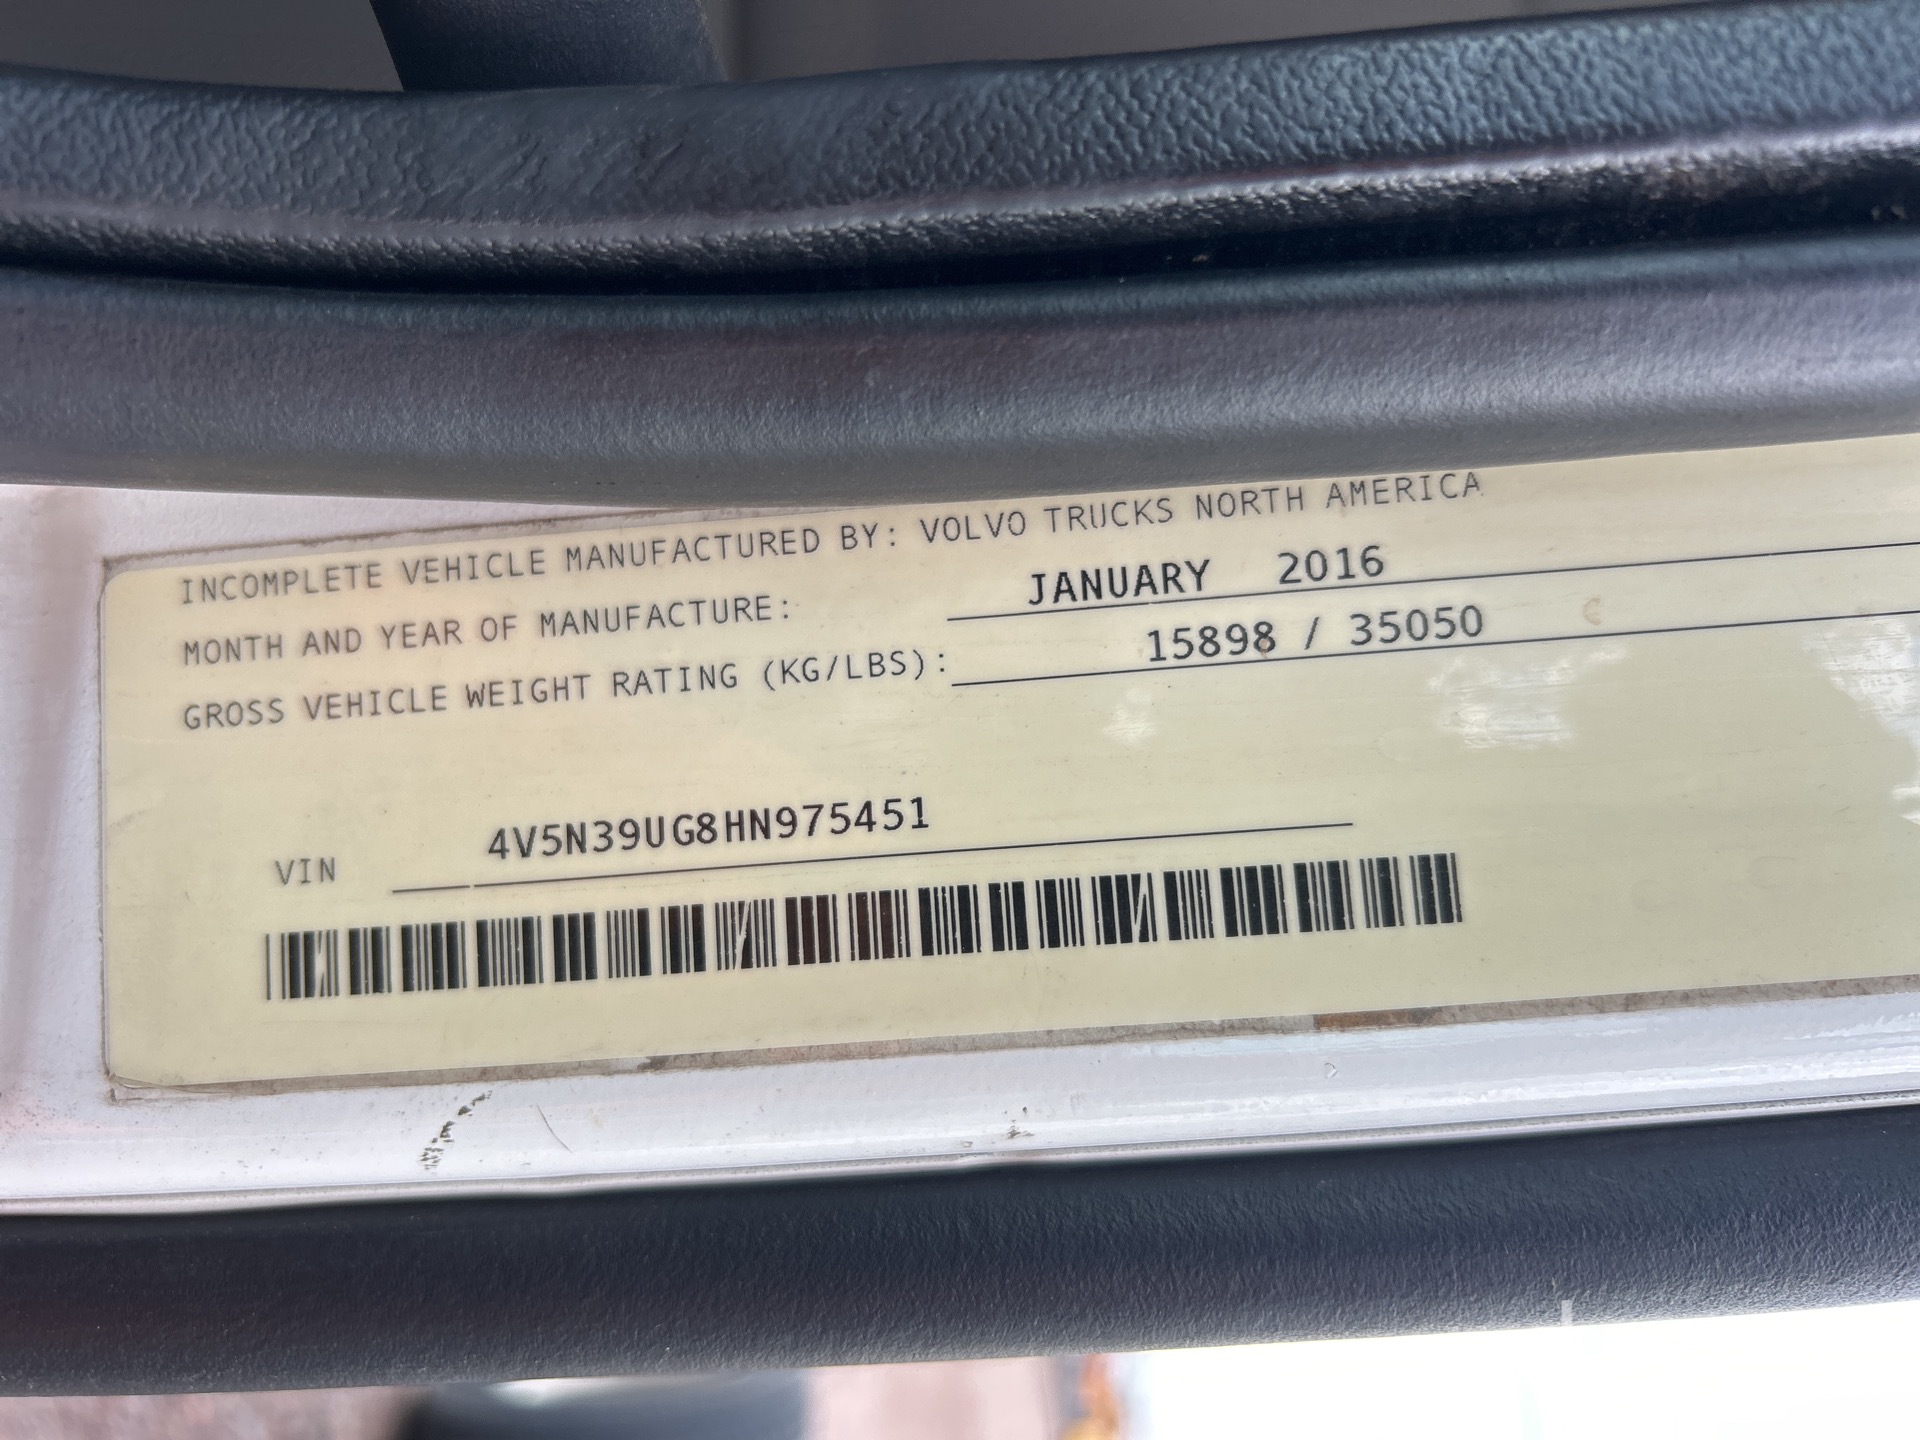 INCOMPLETE VEHICLE MANUFACTURED BY: VOLVO TRUCKS NORTH AMERICA
MONTH AND YEAR OF MANUFACTURE: JANUARY 2016
GROSS VEHICLE WEIGHT RATING (KG/LBS): 15898 / 35050
VIN 4V5N39UG8HN975451